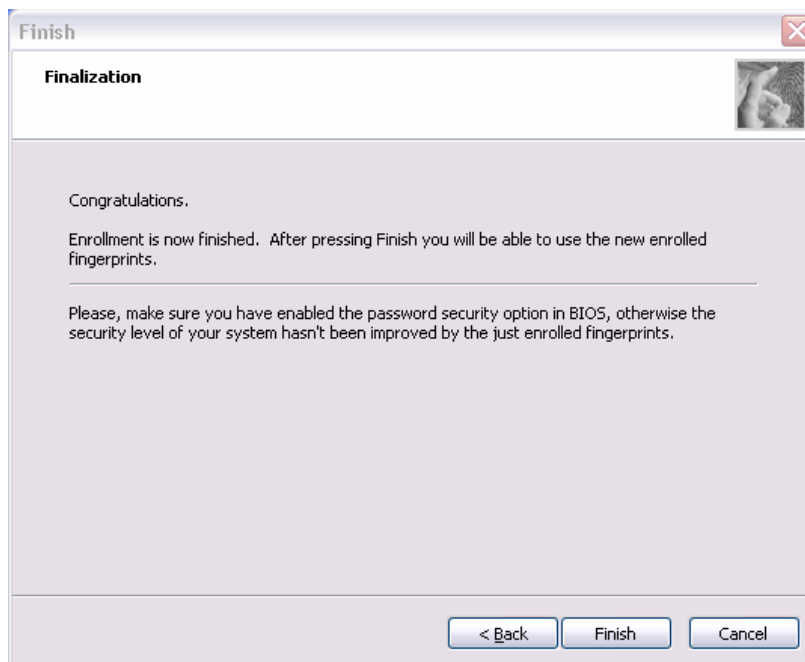 Finish
Finalization
Congratulations.
Enrollment is now finished.  After pressing Finish you will be able to use the new enrolled
fingerprints.
Please, make sure you have enabled the password security option in BIOS, otherwise the
security level of your system hasn't been improved by the just enrolled fingerprints.
< Back
Finish
Cancel